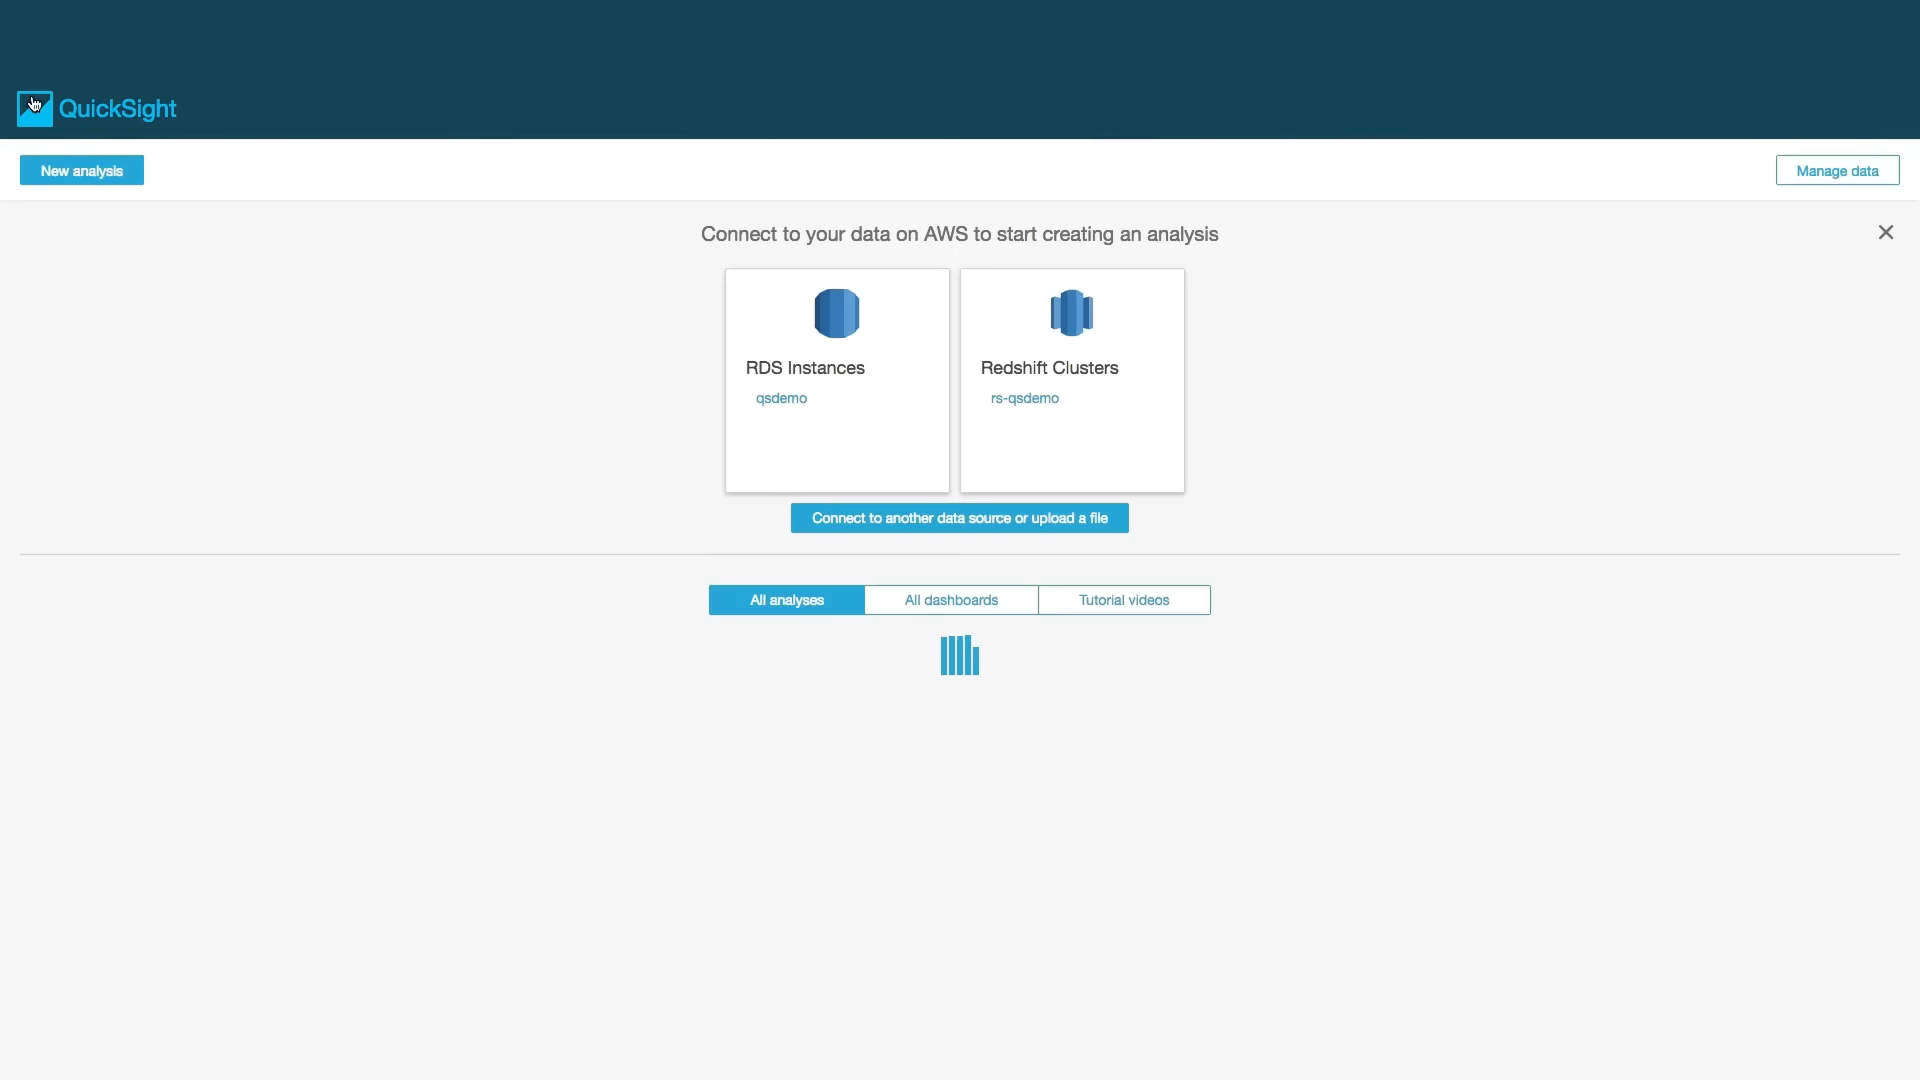 QuickSight
New analysis
Manage data
Connect to your data on AWS to start creating an analysis
RDS Instances
qsdemo
Redshift Clusters
rs-qsdemo
Connect to another data source or upload a file
All analyses
All dashboards
Tutorial videos